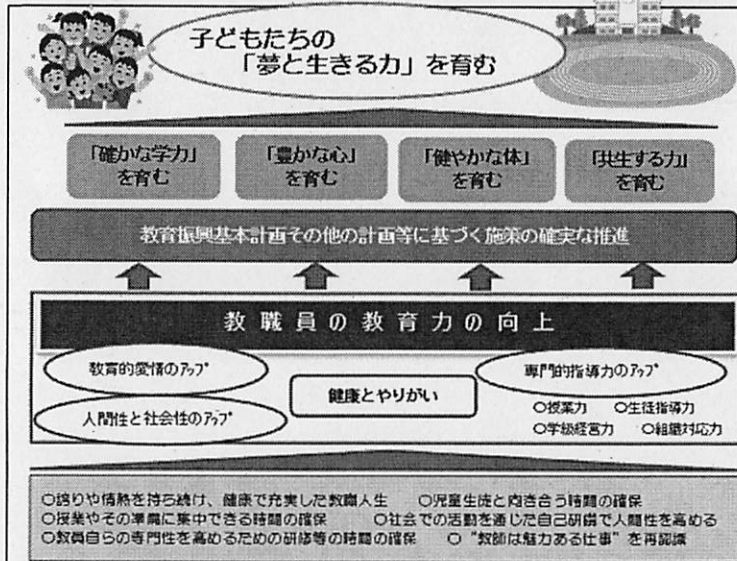 子どもたちの
「夢と生きる力」を育む
「確かな学力」
を育む
「豊かな心」
を育む
「健やかな体」
を育む
「共生する力」
を育む
教育振興基本計画その他の計画等に基づく施策の確実な推進
教職員の教育力の向上
教育的愛情のアップ
人間性と社会性のアップ
健康とやりがい
専門的指導力のアップ
○授業力 ○生徒指導力
○学級経営力 ○組織対応力
○誇りや情熱を持ち続け、健康で充実した教職人生 ○児童生徒と向き合う時間の確保
○授業やその準備に集中できる時間の確保 ○社会での活動を通じた自己研鑽で人間性を高める
○教員自らの専門性を高めるための研修等の時間の確保 ○“教師は魅力ある仕事”を再認識